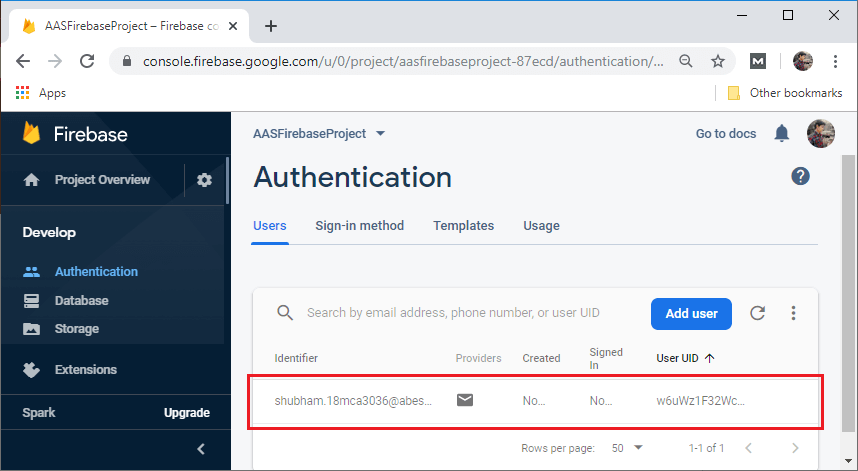 AASFirebaseProject – Firebase co
console.firebase.google.com/u/0/project/aasfirebaseproject-87ecd/authentication/...
Apps
Other bookmarks
Firebase
AASFirebaseProject
Go to docs
Project Overview
Authentication
Users Sign-in method Templates Usage
Develop
Authentication
Database
Storage
Extensions
Spark Upgrade
Search by email address, phone number, or user UID
Add user
Identifier Providers Created Signed In User UID
shubham.18mca3036@abes... No... No... w6uWz1F32Wc...
Rows per page: 50 1-1 of 1